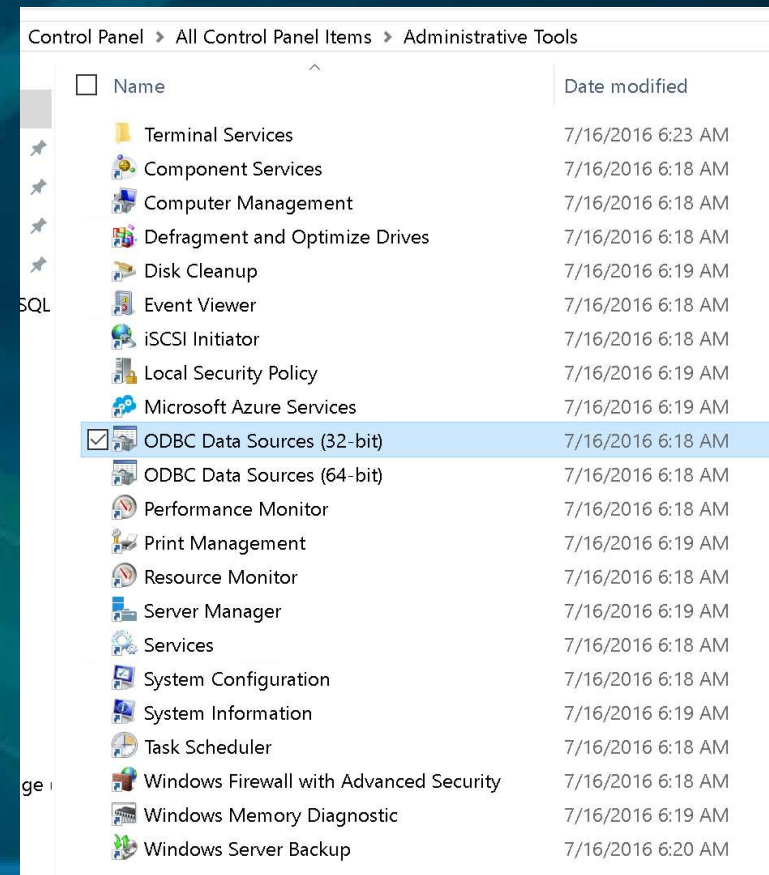 Control Panel > All Control Panel Items > Administrative Tools
Name Date modified
Terminal Services 7/16/2016 6:23 AM
Component Services 7/16/2016 6:18 AM
Computer Management 7/16/2016 6:18 AM
Defragment and Optimize Drives 7/16/2016 6:18 AM
Disk Cleanup 7/16/2016 6:19 AM
SQL Event Viewer 7/16/2016 6:18 AM
iSCSI Initiator 7/16/2016 6:18 AM
Local Security Policy 7/16/2016 6:19 AM
Microsoft Azure Services 7/16/2016 6:19 AM
ODBC Data Sources (32-bit) 7/16/2016 6:18 AM
ODBC Data Sources (64-bit) 7/16/2016 6:18 AM
Performance Monitor 7/16/2016 6:18 AM
Print Management 7/16/2016 6:19 AM
Resource Monitor 7/16/2016 6:18 AM
Server Manager 7/16/2016 6:19 AM
Services 7/16/2016 6:18 AM
System Configuration 7/16/2016 6:18 AM
System Information 7/16/2016 6:19 AM
Task Scheduler 7/16/2016 6:18 AM
ge Windows Firewall with Advanced Security 7/16/2016 6:18 AM
Windows Memory Diagnostic 7/16/2016 6:19 AM
Windows Server Backup 7/16/2016 6:20 AM